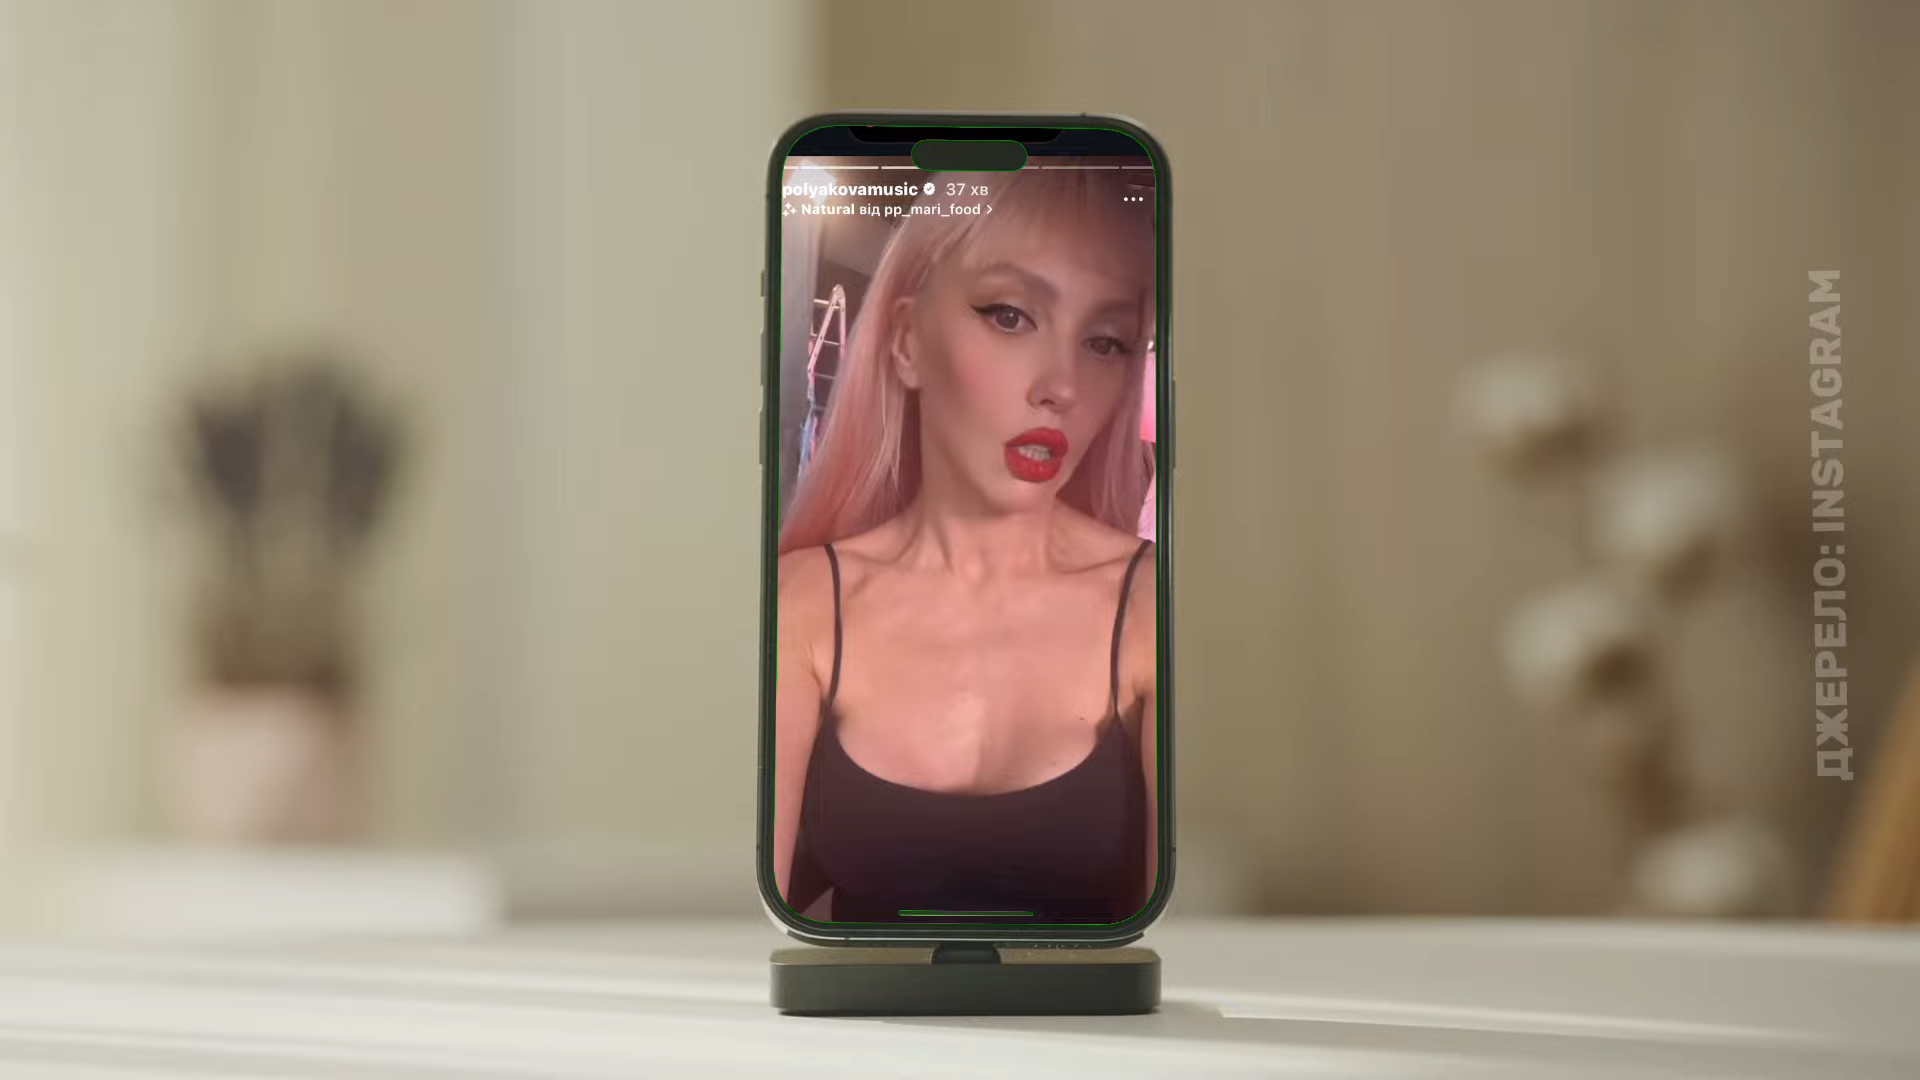 polyakovamusic 37 хв
Natural від pp_mari_food >
ДЖЕРЕЛО: INSTAGRAM